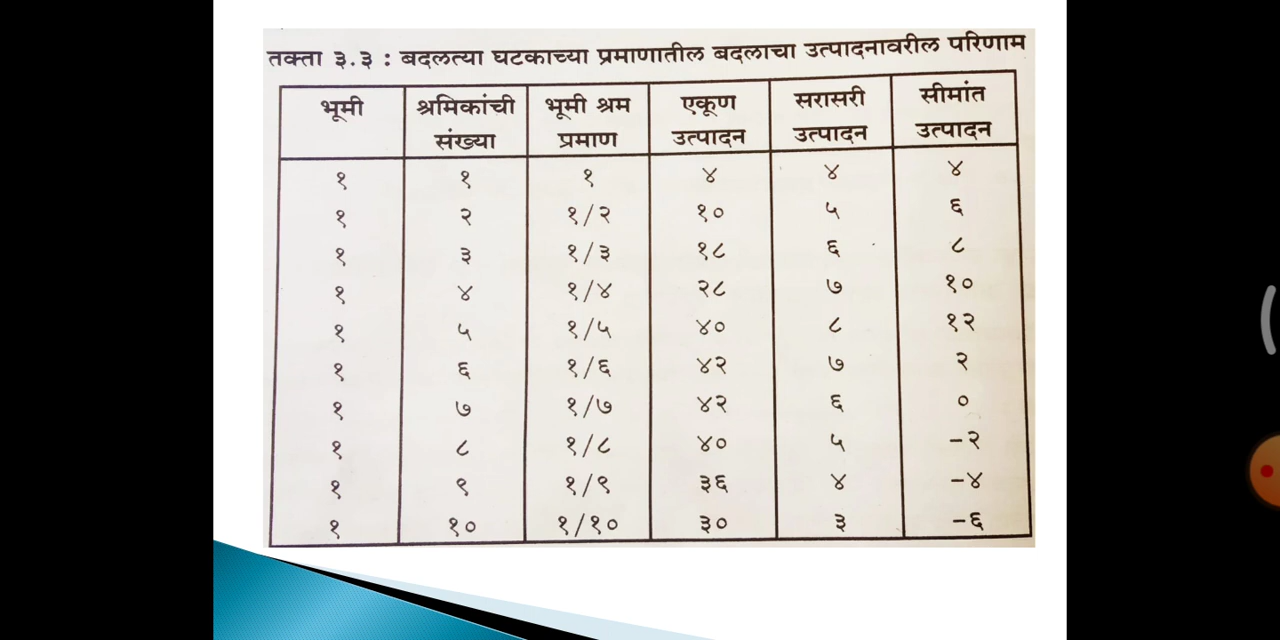 तक्ता ३.३ : बदलत्या घटकाच्या प्रमाणातील बदलाचा उत्पादनावरील परिणाम
भूमी श्रमिकांची संख्या भूमी श्रम प्रमाण एकूण उत्पादन सरासरी उत्पादन सीमांत उत्पादन
१ १ १ ४ ४ ४
१ २ १/२ १० ५ ६
१ ३ १/३ १८ ६ ८
१ ४ १/४ २८ ७ १०
१ ५ १/५ ४० ८ १२
१ ६ १/६ ४२ ७ २
१ ७ १/७ ४२ ६ ०
१ ८ १/८ ४० ५ -२
१ ९ १/९ ३६ ४ -४
१ १० १/१० ३० ३ -६